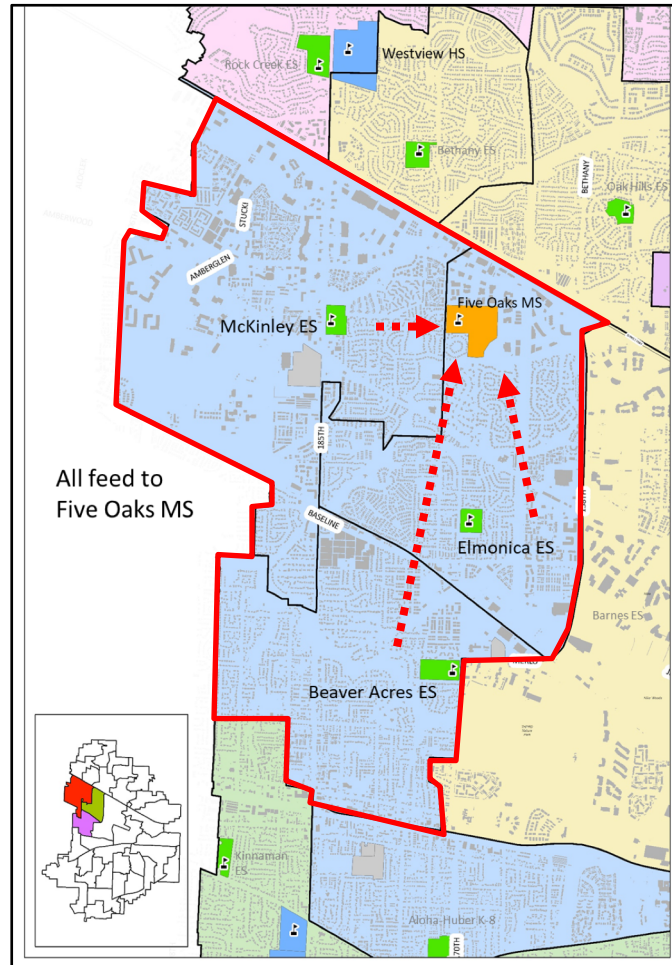 Westview HS
Rock Creek ES
Bethany ES
BETHANY
Oak Hills ES
STUCKI
AMBERGLEN
Five Oaks MS
McKinley ES
185TH
All feed to
Five Oaks MS
BASELINE
158TH
Elmonica ES
Barnes ES
Beaver Acres ES
Kinnaman
ES
Aloha-Huber K-8
170TH